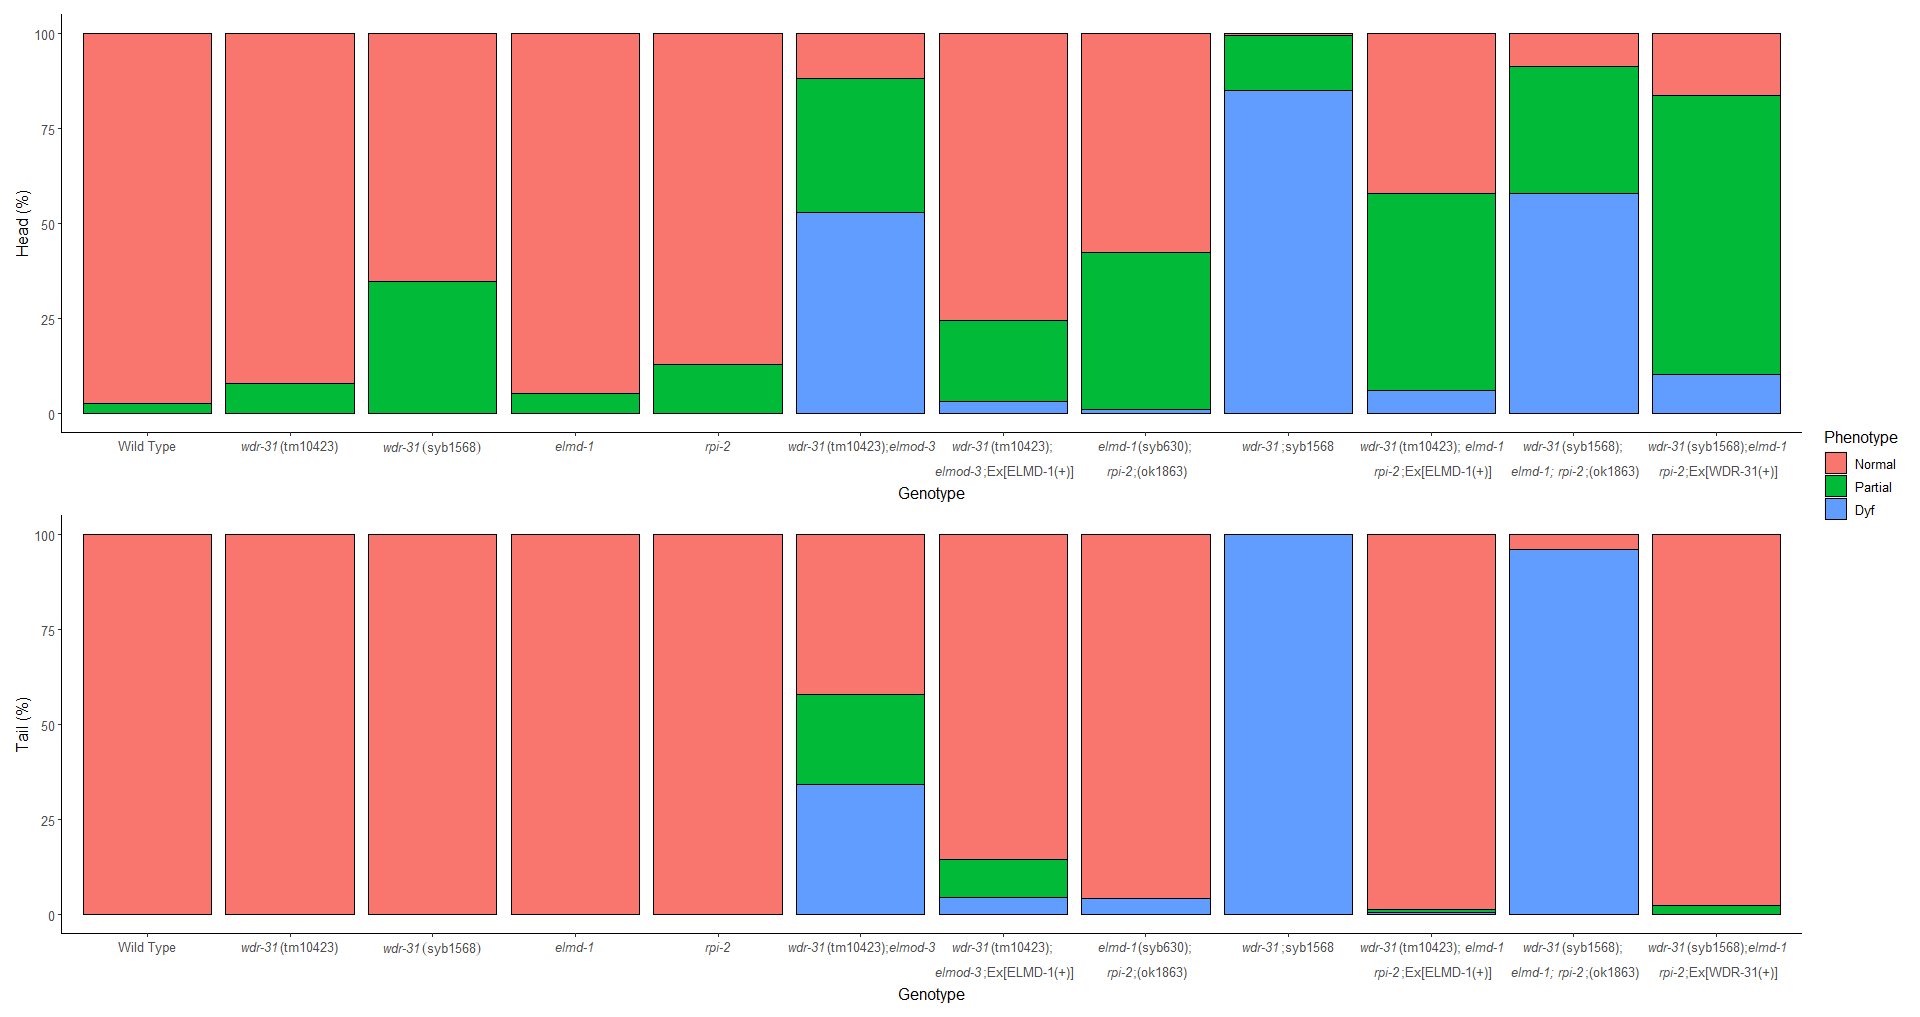 100
75
50
25
0
Head (%)
Wild Type
wdr-31(tm10423)
wdr-31(syb1568)
elmd-1
rpi-2
wdr-31(tm10423);elmod-3
wdr-31(tm10423);
elmod-3;Ex[ELMD-1(+)]
elmd-1(syb630);
rpi-2;(ok1863)
wdr-31;syb1568
wdr-31(tm10423); elmd-1
rpi-2;Ex[ELMD-1(+)]
wdr-31(syb1568);
elmd-1; rpi-2;(ok1863)
wdr-31(syb1568);elmd-1
rpi-2;Ex[WDR-31(+)]
Genotype
Phenotype
Normal
Partial
Dyf
100
75
50
25
0
Tail (%)
Wild Type
wdr-31(tm10423)
wdr-31(syb1568)
elmd-1
rpi-2
wdr-31(tm10423);elmod-3
wdr-31(tm10423);
elmod-3;Ex[ELMD-1(+)]
elmd-1(syb630);
rpi-2;(ok1863)
wdr-31;syb1568
wdr-31(tm10423); elmd-1
rpi-2;Ex[ELMD-1(+)]
wdr-31(syb1568);
elmd-1; rpi-2;(ok1863)
wdr-31(syb1568);elmd-1
rpi-2;Ex[WDR-31(+)]
Genotype